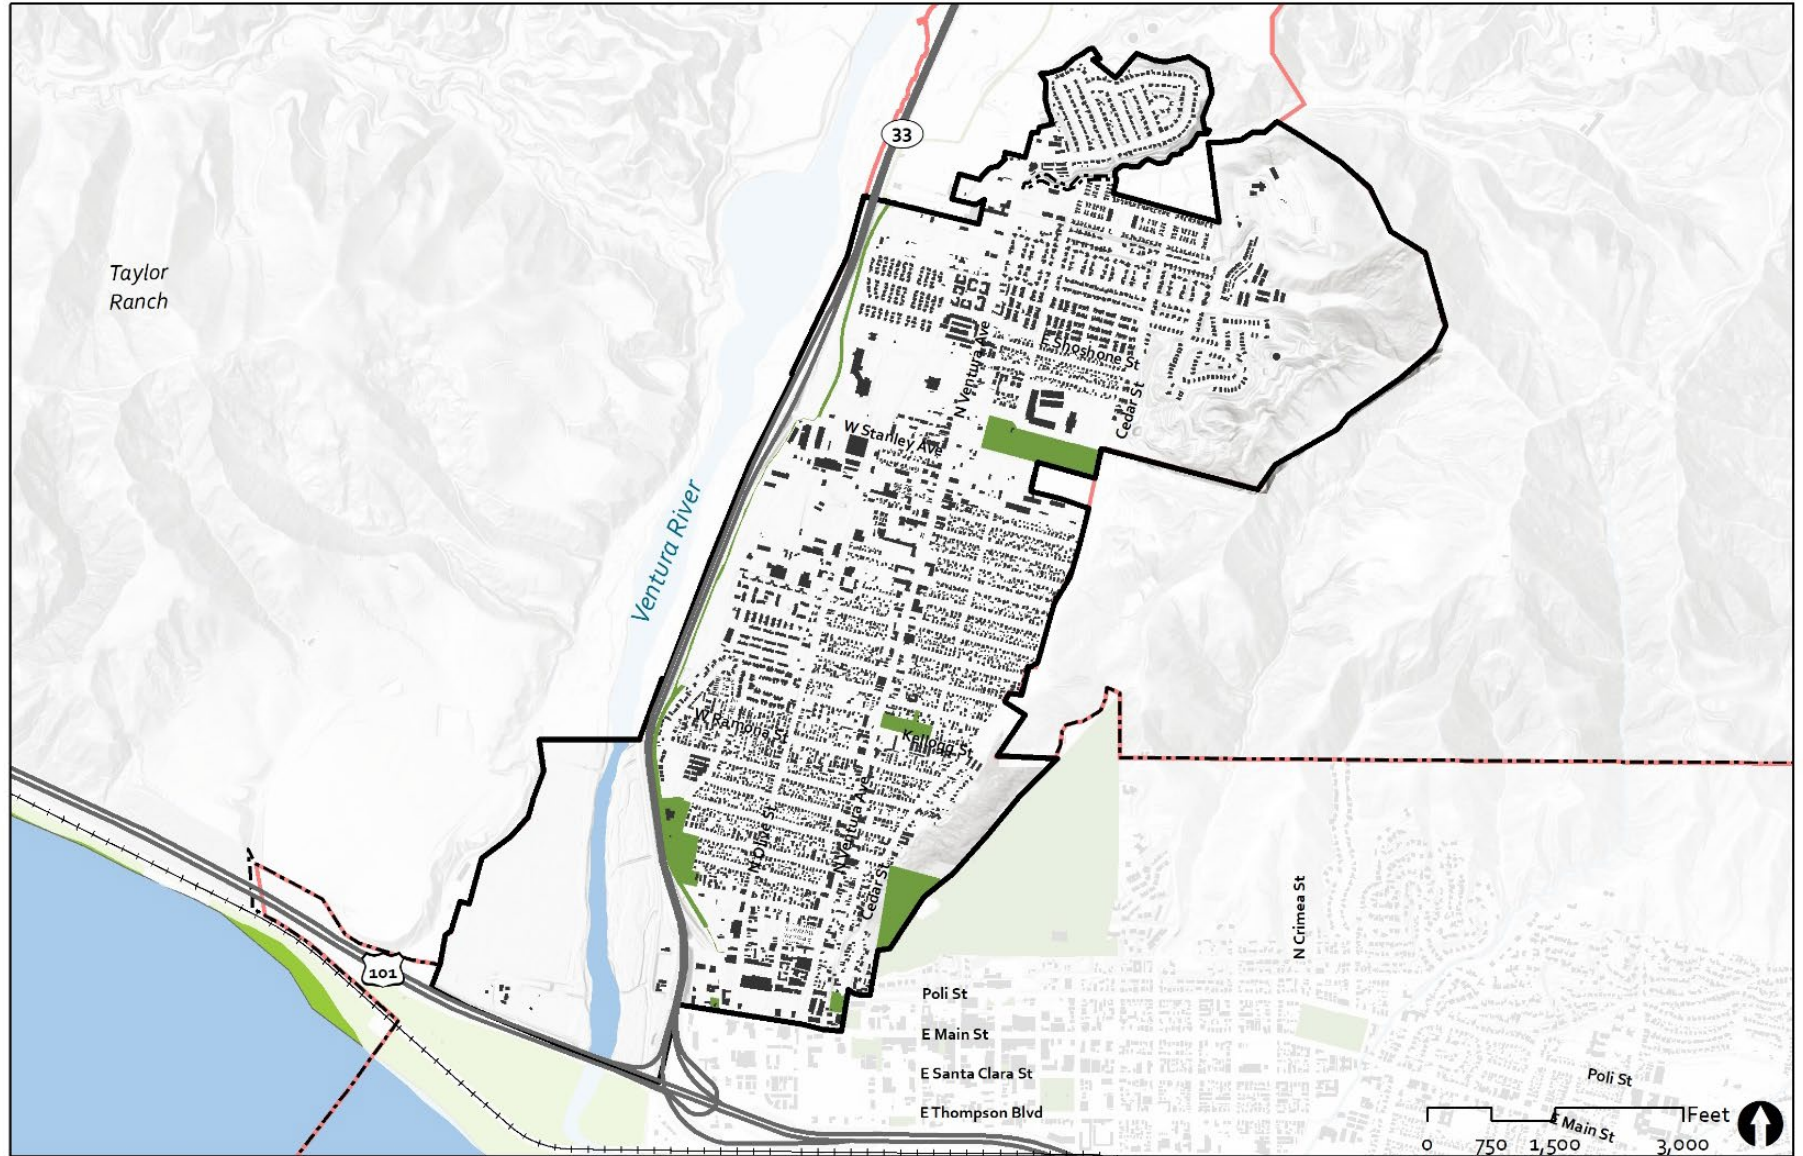 33
Taylor
Ranch
E Shoshone St
N Ventura Ave
Cedar St
W Stanley Ave
Ventura River
W Ramona St
Kellogg St
N Olive St
N Ventura Ave
Cedar St
N Crimea St
101
Poli St
E Main St
E Santa Clara St
E Thompson Blvd
Poli St
E Main St
Feet
0 750 1,500 3,000